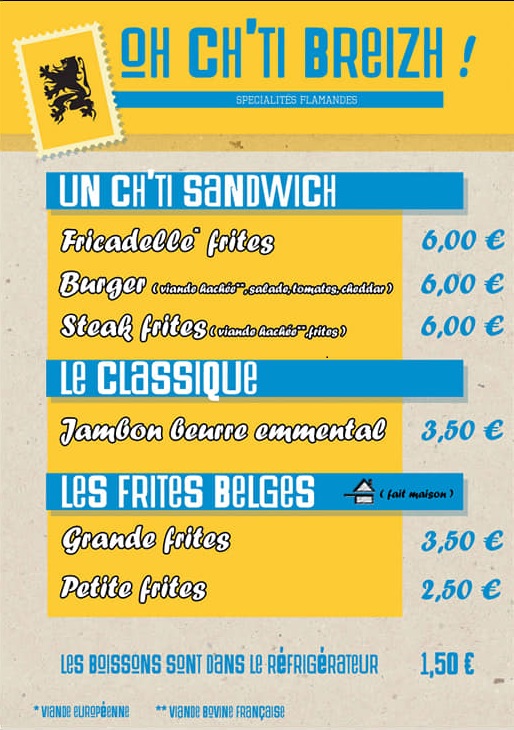 OH CH'TI BREIZH !
SPECIALITÉS FLAMANDES
UN CH'TI SANDWICH
Fricadelle* frites 6,00 €
Burger (viande hachée**, salade, tomates, cheddar) 6,00 €
Steak frites (viande hachée**, frites) 6,00 €
LE CLASSIQUE
Jambon beurre emmental 3,50 €
LES FRITES BELGES (fait maison)
Grande frites 3,50 €
Petite frites 2,50 €
LES BOISSONS SONT DANS LE RÉFRIGÉRATEUR 1,50 €
* VIANDE EUROPÉENNE ** VIANDE BOVINE FRANÇAISE